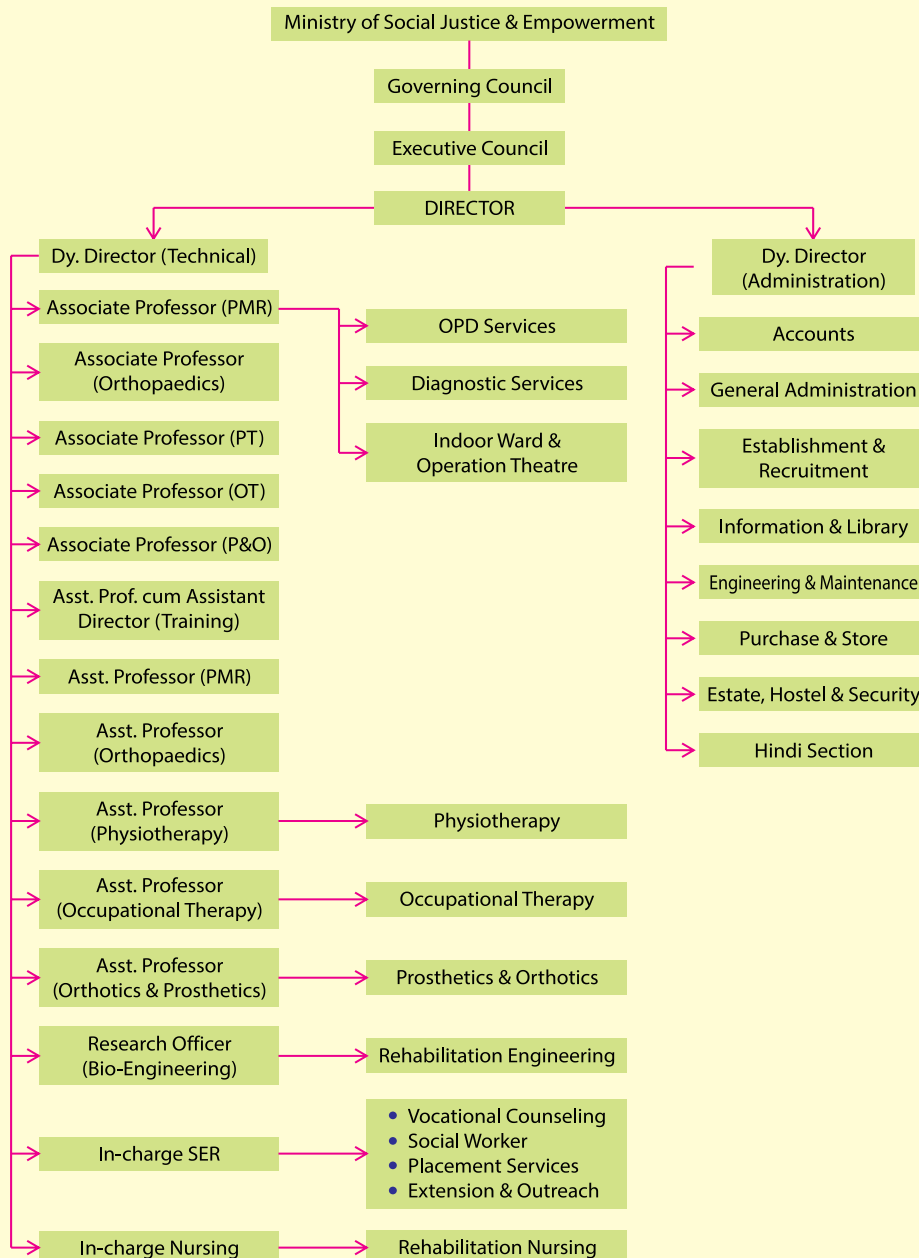 Ministry of Social Justice & Empowerment
Governing Council
Executive Council
DIRECTOR
Dy. Director (Technical)
Associate Professor (PMR)
Associate Professor
(Orthopaedics)
Associate Professor (PT)
Associate Professor (OT)
Associate Professor (P&O)
Asst. Prof. cum Assistant
Director (Training)
Asst. Professor (PMR)
Asst. Professor
(Orthopaedics)
Asst. Professor
(Physiotherapy)
Asst. Professor
(Occupational Therapy)
Asst. Professor
(Orthotics & Prosthetics)
Research Officer
(Bio-Engineering)
In-charge SER
In-charge Nursing
OPD Services
Diagnostic Services
Indoor Ward &
Operation Theatre
Physiotherapy
Occupational Therapy
Prosthetics & Orthotics
Rehabilitation Engineering
• Vocational Counseling
• Social Worker
• Placement Services
• Extension & Outreach
Rehabilitation Nursing
Dy. Director
(Administration)
Accounts
General Administration
Establishment &
Recruitment
Information & Library
Engineering & Maintenance
Purchase & Store
Estate, Hostel & Security
Hindi Section